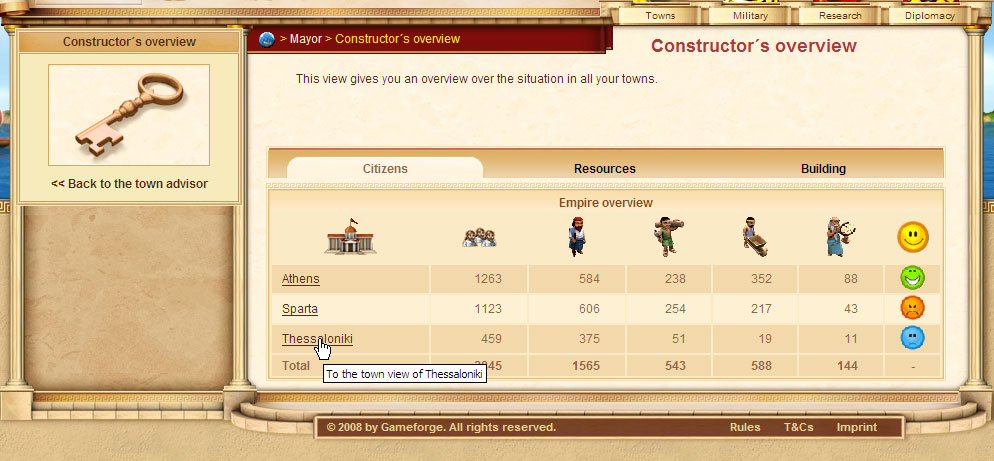 Towns Military Research Diplomacy
Constructor´s overview
<< Back to the town advisor
> Mayor > Constructor´s overview
Constructor´s overview
This view gives you an overview over the situation in all your towns.
Citizens Resources Building
Empire overview
Athens 1263 584 238 352 88
Sparta 1123 606 254 217 43
Thessaloniki 459 375 51 19 11
Total 1565 543 588 144 -
To the town view of Thessaloniki
© 2008 by Gameforge. All rights reserved. Rules T&Cs Imprint